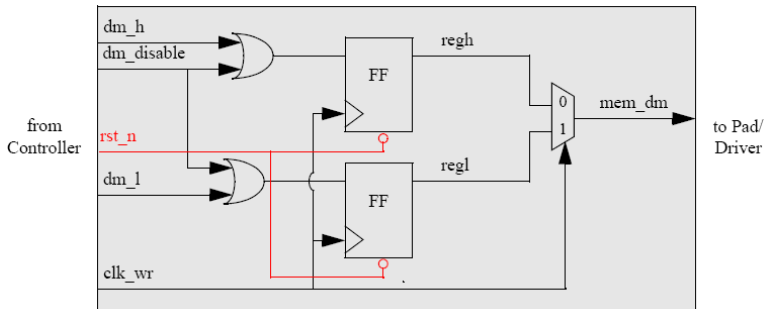 dm_h
dm_disable
regh
FF
0
mem_dm
from
Controller
rst_n
1
to Pad/
Driver
dm_l
regl
FF
clk_wr